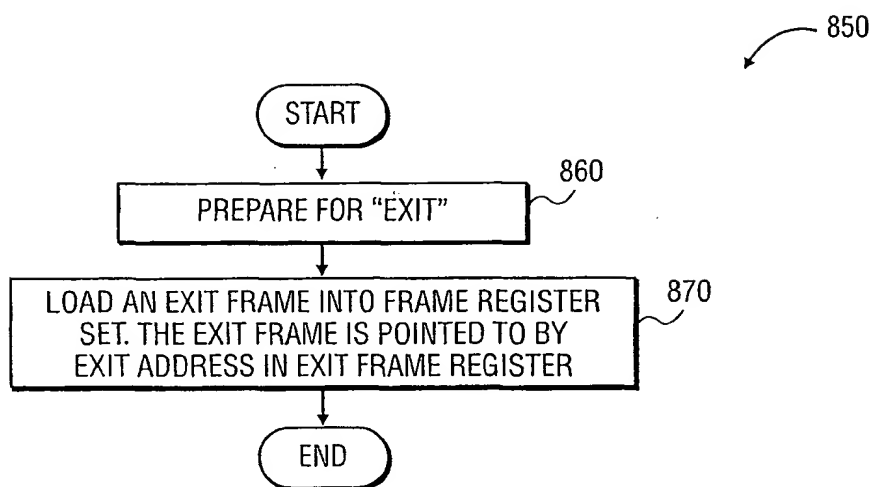 850
START
860
PREPARE FOR “EXIT”
870
LOAD AN EXIT FRAME INTO FRAME REGISTER
SET. THE EXIT FRAME IS POINTED TO BY
EXIT ADDRESS IN EXIT FRAME REGISTER
END